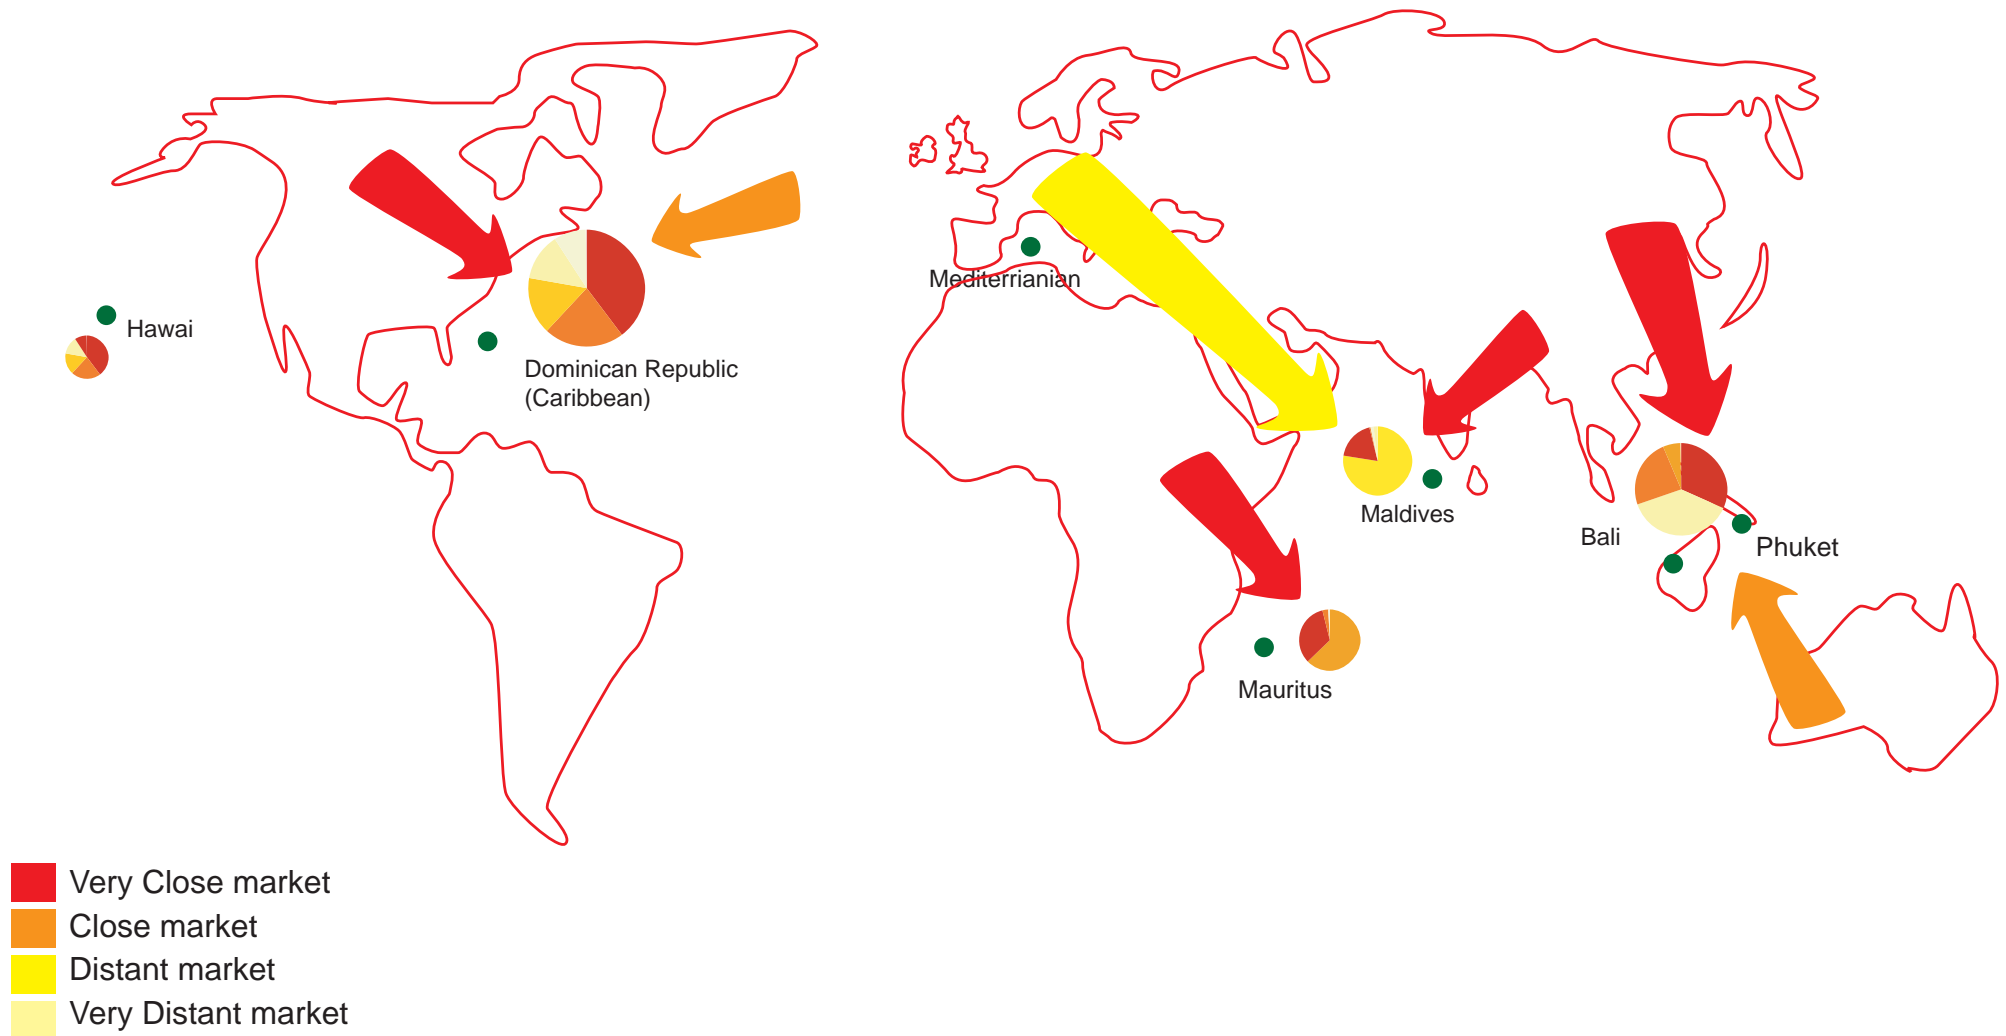 Mediterrianian
Hawai
Dominican Republic
(Caribbean)
Maldives
Bali
Phuket
Mauritus
Very Close market
Close market
Distant market
Very Distant market